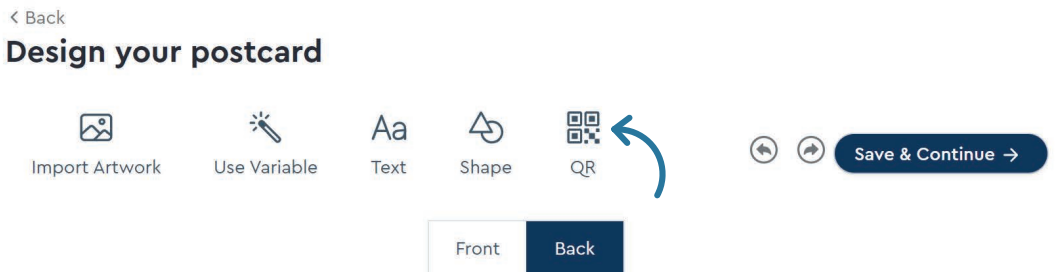 < Back
Design your postcard
Aa
Import Artwork
Use Variable
Text
Shape
QR
Save & Continue →
Front
Back